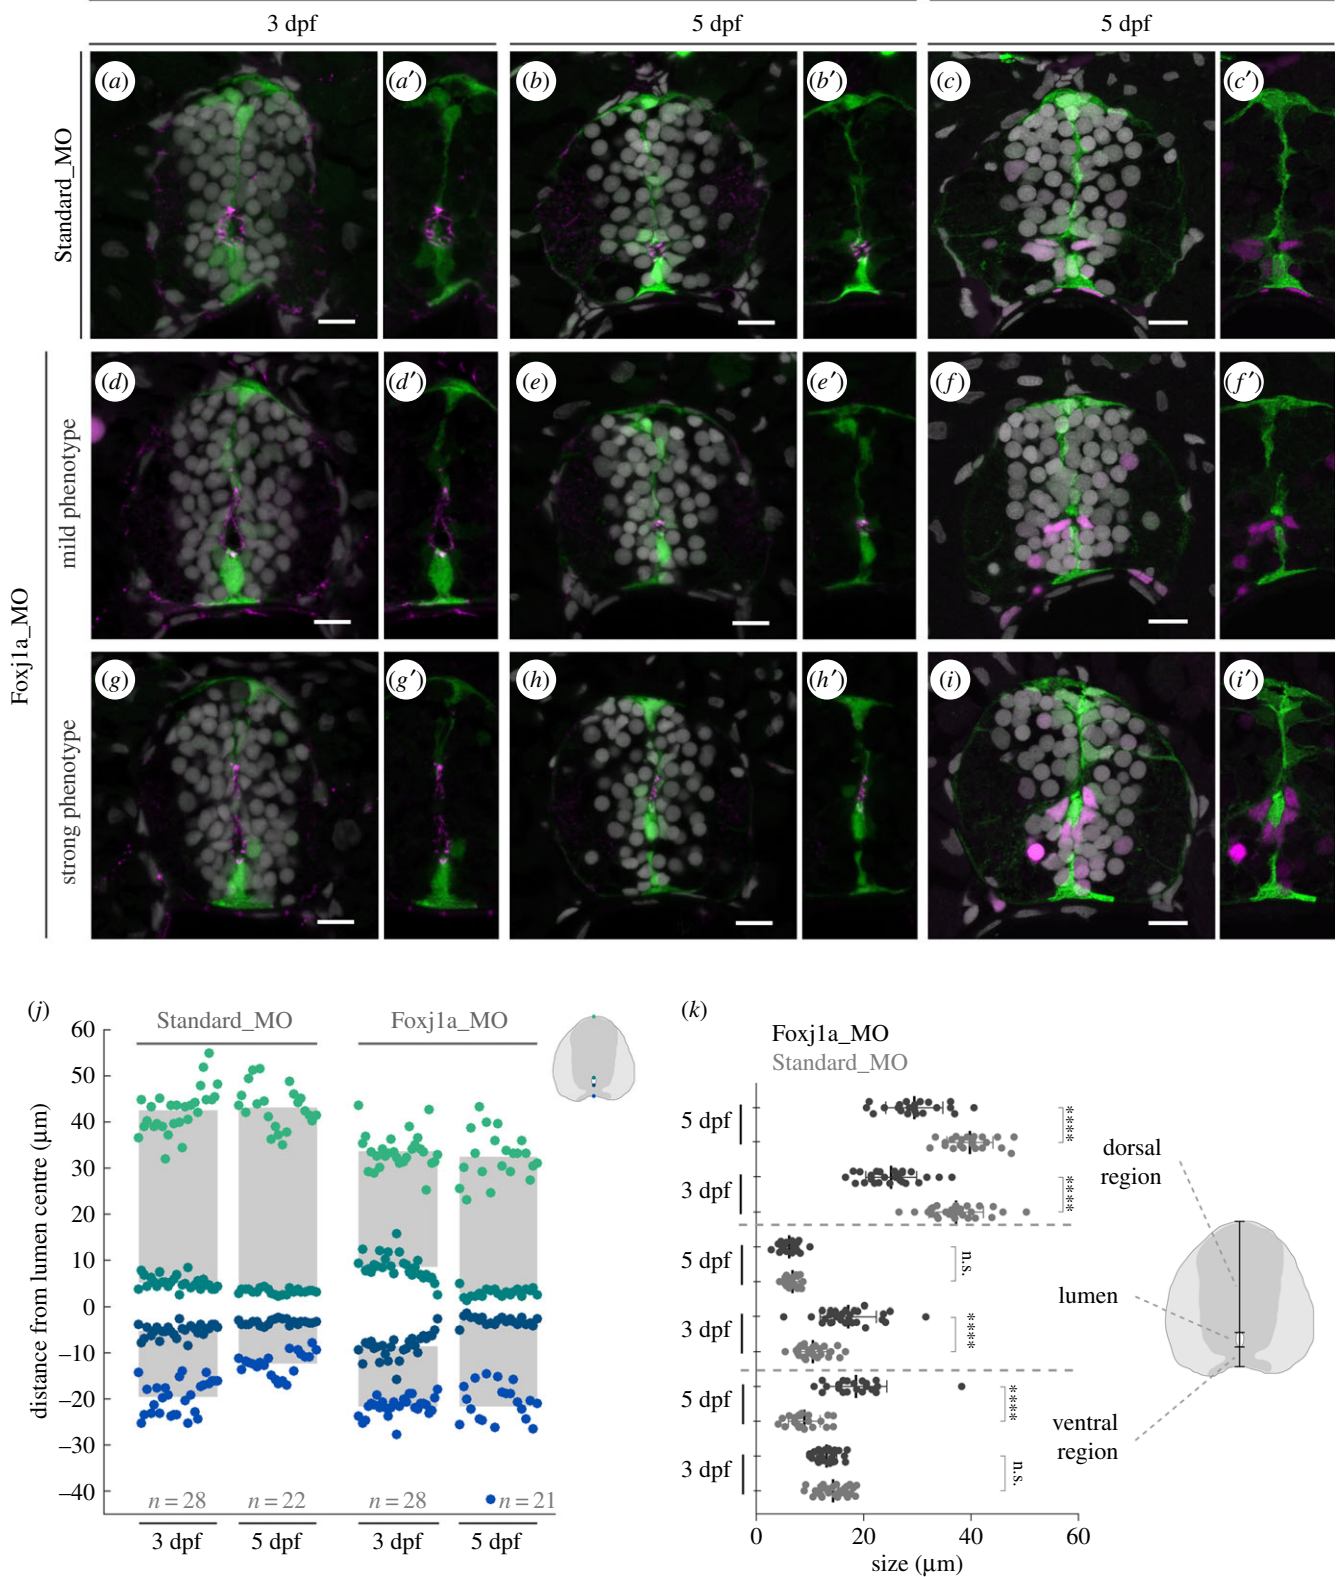 3 dpf
5 dpf
5 dpf
Standard_MO
(a)
(a′)
(b)
(b′)
(c)
(c′)
Foxj1a_MO
mild phenotype
(d)
(d′)
(e)
(e′)
(f)
(f′)
strong phenotype
(g)
(g′)
(h)
(h′)
(i)
(i′)
(j)
Standard_MO
Foxj1a_MO
distance from lumen centre (μm)
60
50
40
30
20
10
0
–10
–20
–30
–40
n = 28
n = 22
n = 28
n = 21
3 dpf
5 dpf
3 dpf
5 dpf
(k)
Foxj1a_MO
Standard_MO
5 dpf
****
3 dpf
****
5 dpf
n.s.
3 dpf
****
5 dpf
****
3 dpf
n.s.
0
20
40
60
size (μm)
dorsal
region
lumen
ventral
region